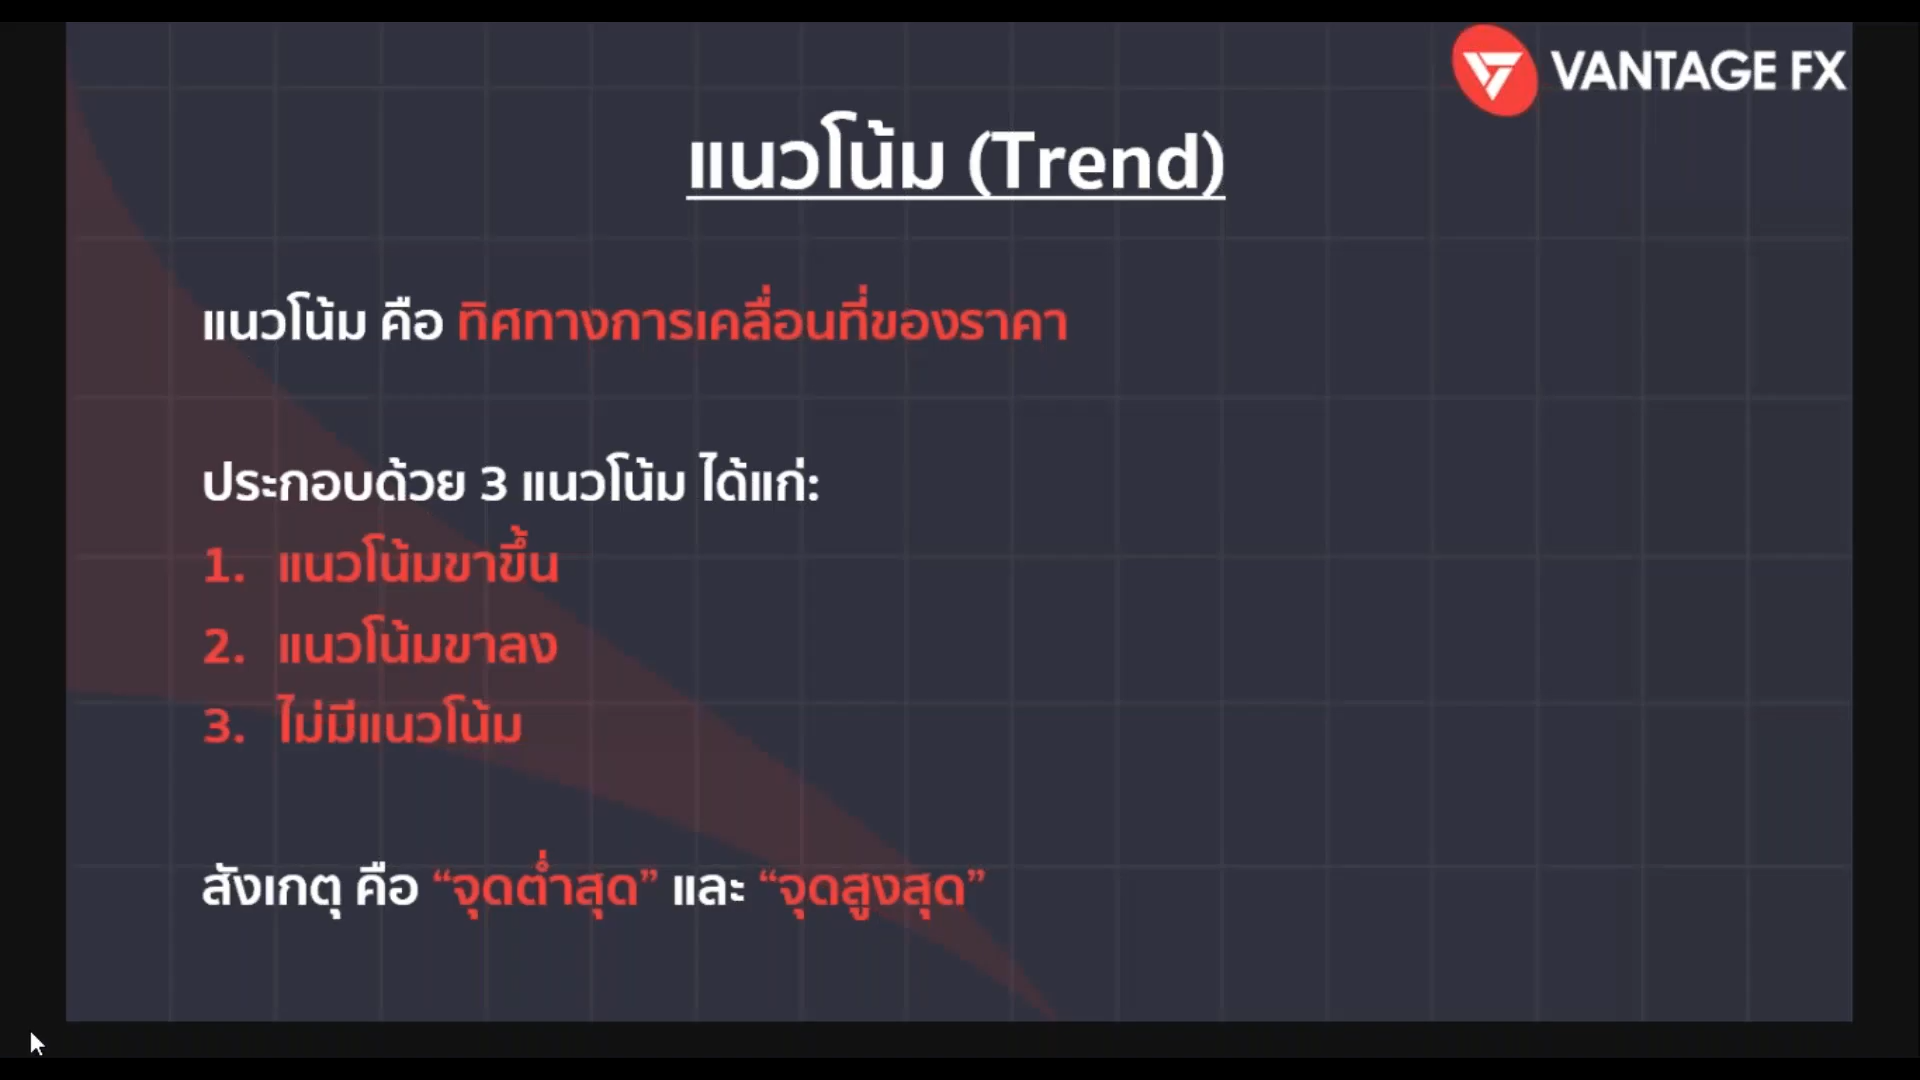 VANTAGE FX
แนวโน้ม (Trend)
แนวโน้ม คือ ทิศทางการเคลื่อนที่ของราคา
ประกอบด้วย 3 แนวโน้ม ได้แก่:
1. แนวโน้มขาขึ้น
2. แนวโน้มขาลง
3. ไม่มีแนวโน้ม
สังเกตุ คือ “จุดต่ำสุด” และ “จุดสูงสุด”